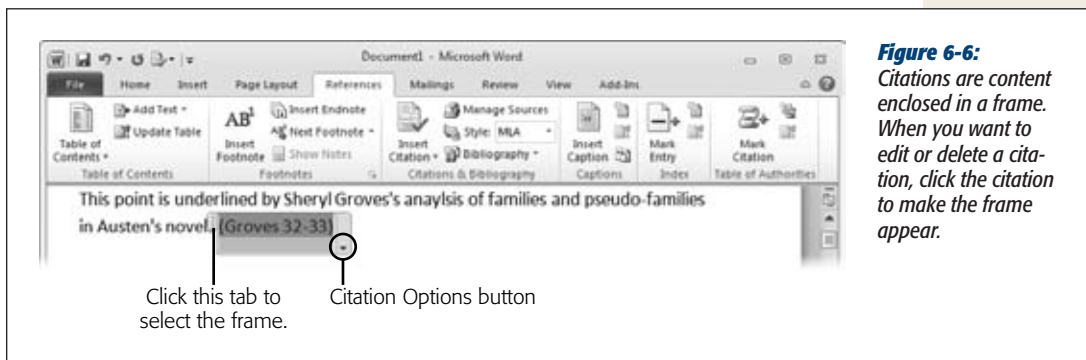 Document1 - Microsoft Word
File Home Insert Page Layout References Mailings Review View Add-Ins
Add Text Insert Endnote Manage Sources
Update Table AB¹ Next Footnote Style: MLA
Table of Contents Insert Footnote Show Notes Insert Citation Bibliography Insert Caption Mark Entry Mark Citation
Table of Contents Footnotes Citations & Bibliography Captions Index Table of Authorities
This point is underlined by Sheryl Groves's anaylsis of families and pseudo-families
in Austen's novel. (Groves 32-33)
Click this tab to
select the frame.
Citation Options button
Figure 6-6:
Citations are content
enclosed in a frame.
When you want to
edit or delete a cita-
tion, click the citation
to make the frame
appear.